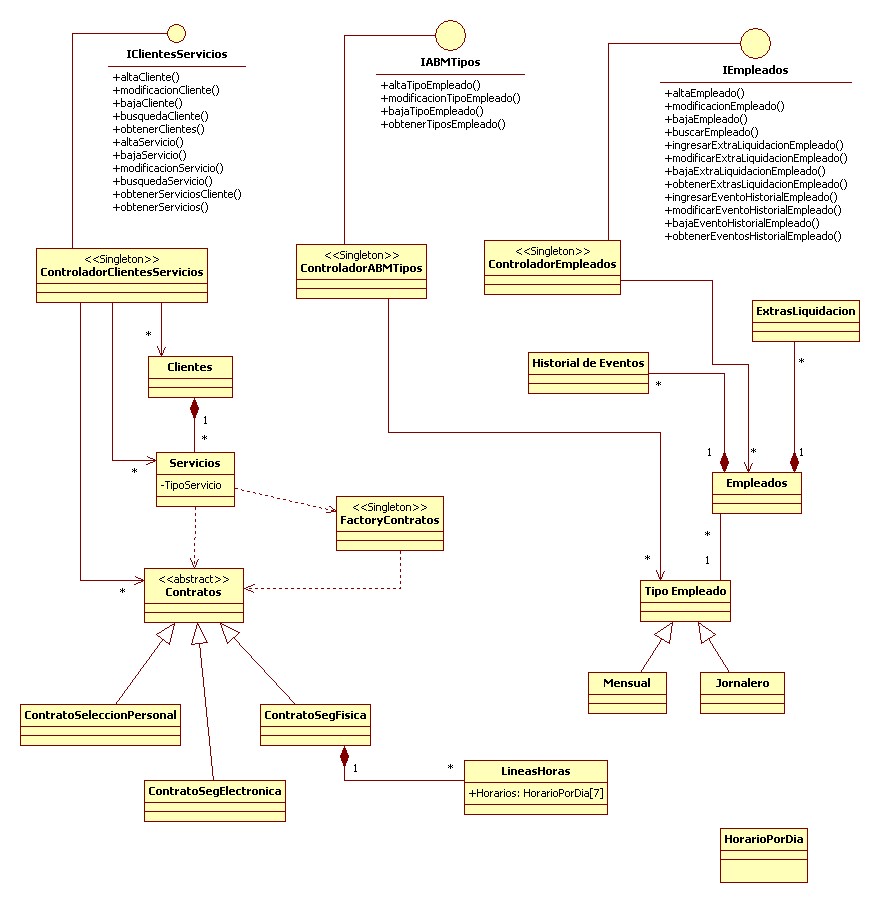 IClientesServicios
+altaCliente()
+modificacionCliente()
+bajaCliente()
+busquedaCliente()
+obtenerClientes()
+altaServicio()
+bajaServicio()
+modificacionServicio()
+busquedaServicio()
+obtenerServiciosCliente()
+obtenerServicios()
IABMTipos
+altaTipoEmpleado()
+modificacionTipoEmpleado()
+bajaTipoEmpleado()
+obtenerTiposEmpleado()
IEmpleados
+altaEmpleado()
+modificacionEmpleado()
+bajaEmpleado()
+buscarEmpleado()
+ingresarExtraLiquidacionEmpleado()
+modificarExtraLiquidacionEmpleado()
+bajaExtraLiquidacionEmpleado()
+obtenerExtrasLiquidacionEmpleado()
+ingresarEventoHistorialEmpleado()
+modificarEventoHistorialEmpleado()
+bajaEventoHistorialEmpleado()
+obtenerEventosHistorialEmpleado()
<<Singleton>>
ControladorClientesServicios
<<Singleton>>
ControladorABMTipos
<<Singleton>>
ControladorEmpleados
ExtrasLiquidacion
*
*
Clientes
Historial de Eventos
*
1
*
*
1
*
1
*
Servicios
-TipoServicio
Empleados
<<Singleton>>
FactoryContratos
*
1
*
*
<<abstract>>
Contratos
Tipo Empleado
Mensual
Jornalero
ContratoSeleccionPersonal
ContratoSegFisica
1
*
LineasHoras
+Horarios: HorarioPorDia[7]
ContratoSegElectronica
HorarioPorDia